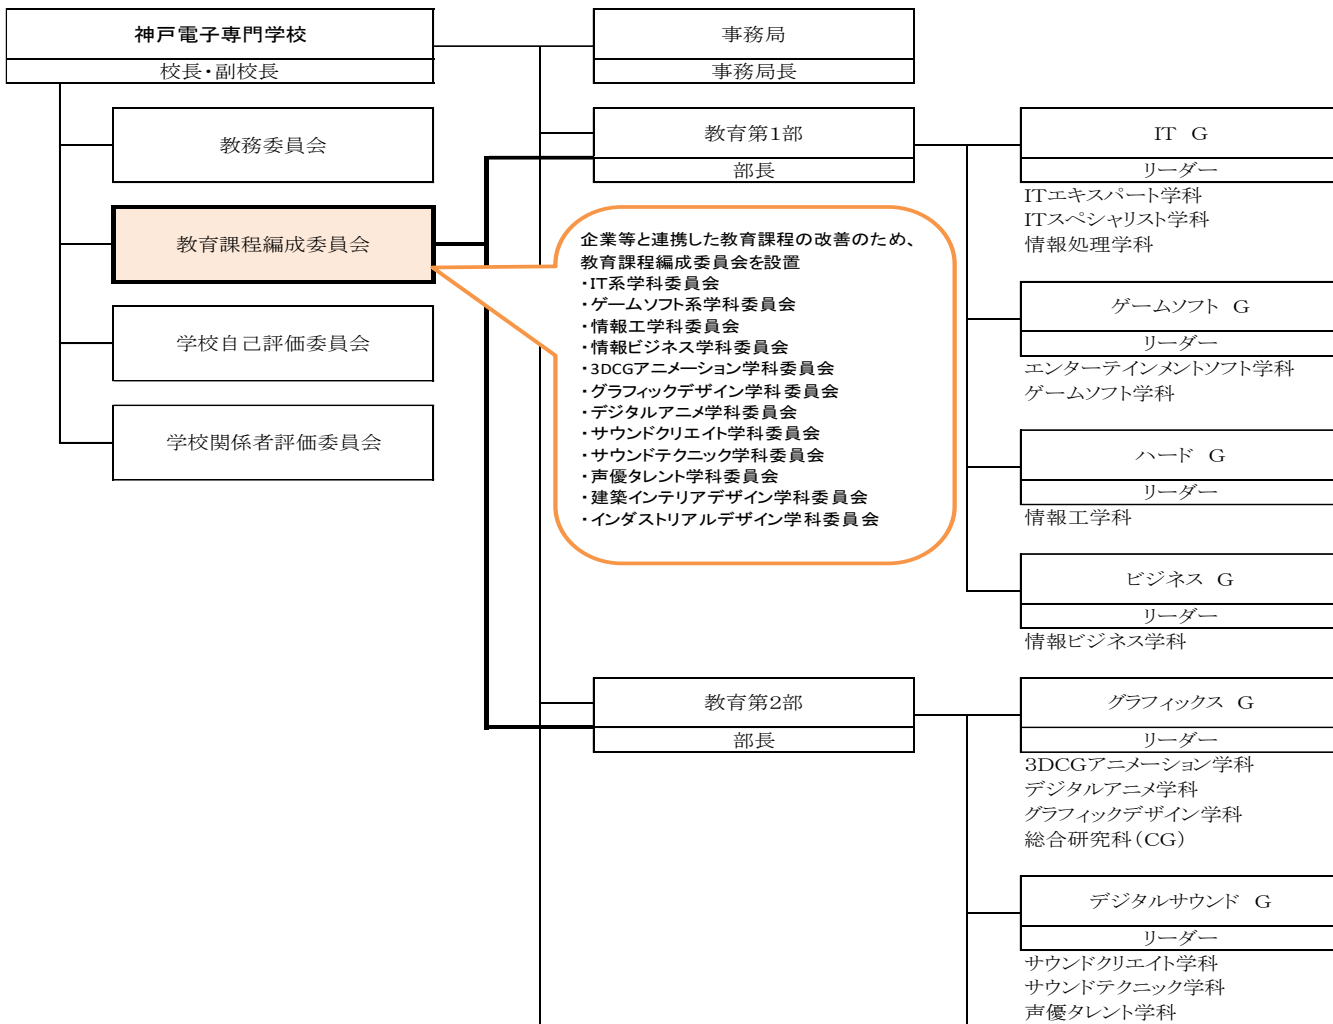 神戸電子専門学校
校長・副校長
教務委員会
教育課程編成委員会
学校自己評価委員会
学校関係者評価委員会
事務局
事務局長
教育第1部
部長
企業等と連携した教育課程の改善のため、
教育課程編成委員会を設置
・IT系学科委員会
・ゲームソフト系学科委員会
・情報工学科委員会
・情報ビジネス学科委員会
・3DCGアニメーション学科委員会
・グラフィックデザイン学科委員会
・デジタルアニメ学科委員会
・サウンドクリエイト学科委員会
・サウンドテクニック学科委員会
・声優タレント学科委員会
・建築インテリアデザイン学科委員会
・インダストリアルデザイン学科委員会
教育第2部
部長
IT G
リーダー
ITエキスパート学科
ITスペシャリスト学科
情報処理学科
ゲームソフト G
リーダー
エンターテインメントソフト学科
ゲームソフト学科
ハード G
リーダー
情報工学科
ビジネス G
リーダー
情報ビジネス学科
グラフィックス G
リーダー
3DCGアニメーション学科
デジタルアニメ学科
グラフィックデザイン学科
総合研究科(CG)
デジタルサウンド G
リーダー
サウンドクリエイト学科
サウンドテクニック学科
声優タレント学科